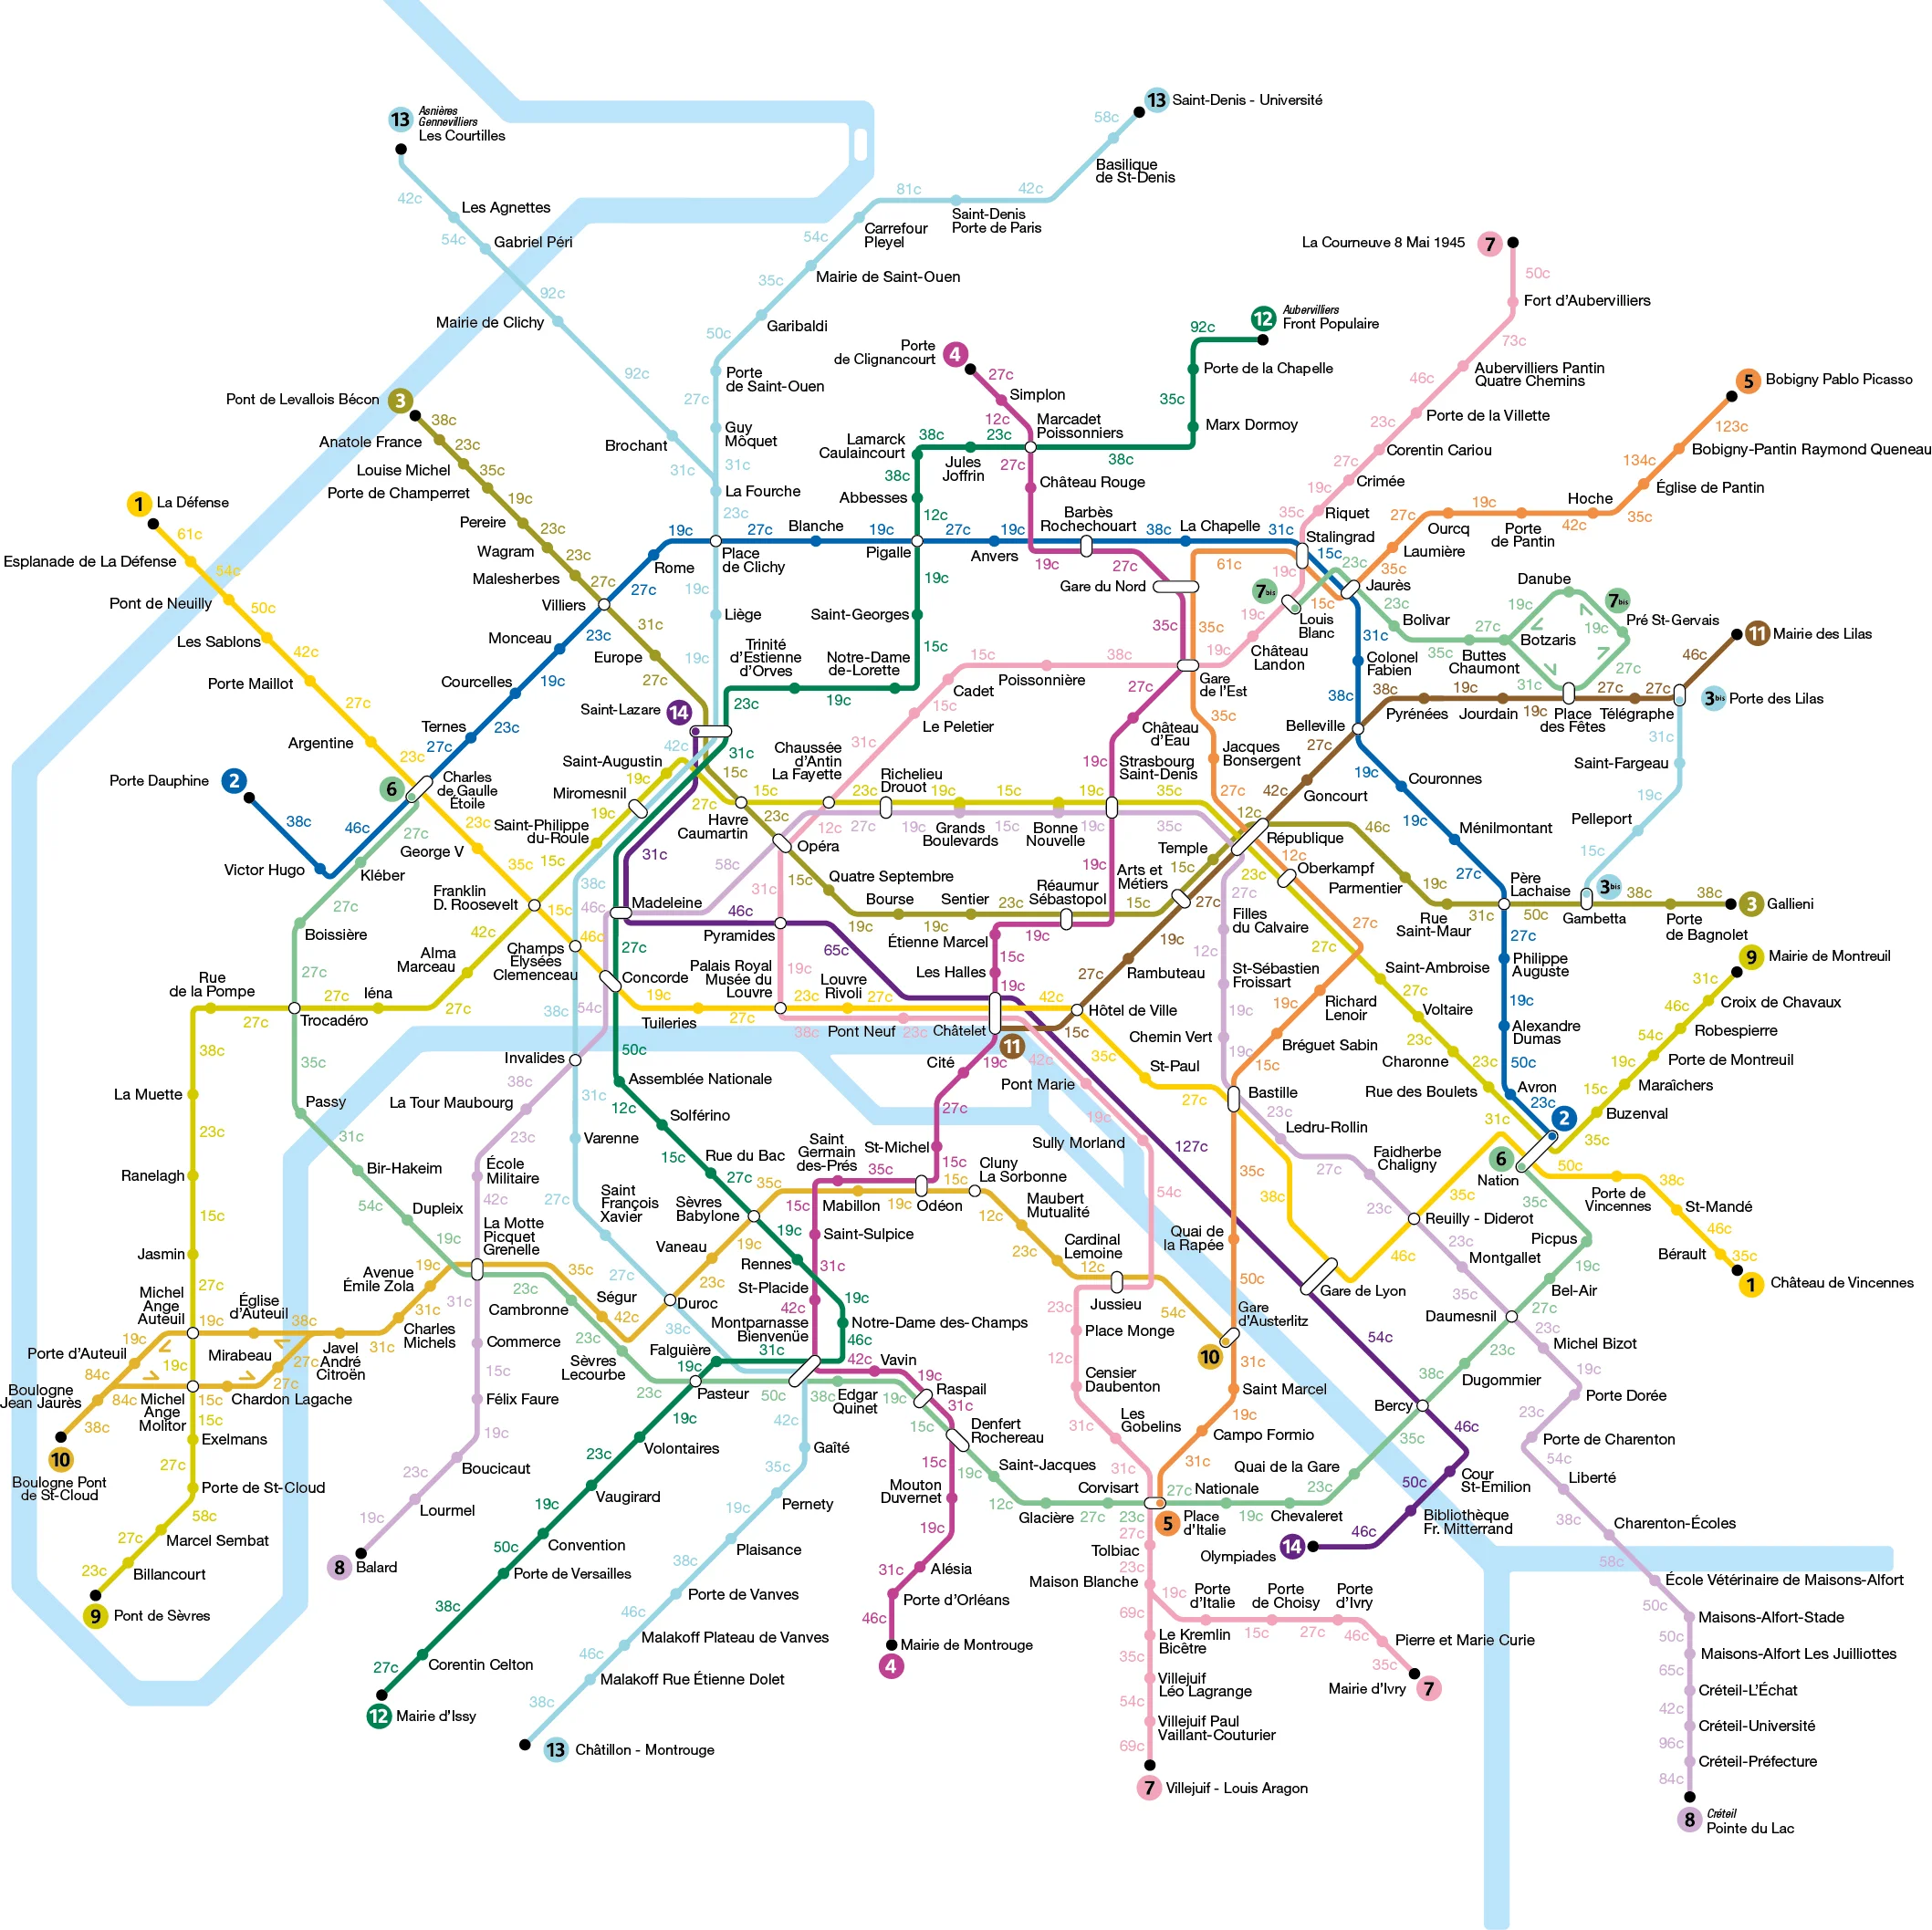 13
Asnières
Gennevilliers
Les Courtilles
42c
Les Agnettes
54c
Gabriel Péri
92c
Mairie de Clichy
92c
Brochant
31c
13
Saint-Denis - Université
58c
Basilique
de St-Denis
42c
Saint-Denis
Porte de Paris
81c
Carrefour
Pleyel
54c
Mairie de Saint-Ouen
35c
Garibaldi
50c
Porte
de Saint-Ouen
27c
Guy
Môquet
31c
La Fourche
23c
Place
de Clichy
19c
Liège
19c
Saint-Lazare
14
42c
Miromesnil
38c
Champs
Élysées
Clemenceau
38c
Invalides
31c
Varenne
27c
Saint
François
Xavier
27c
Duroc
38c
Montparnasse
Bienvenüe
42c
Gaîté
35c
Pernety
19c
Plaisance
38c
Porte de Vanves
46c
Malakoff Plateau de Vanves
46c
Malakoff Rue Étienne Dolet
38c
13
Châtillon - Montrouge
7
La Courneuve 8 Mai 1945
50c
Fort d'Aubervilliers
73c
Aubervilliers Pantin
Quatre Chemins
46c
Porte de la Villette
23c
Corentin Cariou
27c
Crimée
19c
Riquet
35c
Stalingrad
19c
Louis
Blanc
19c
Château
Landon
19c
Gare
de l'Est
38c
Poissonnière
15c
Cadet
15c
Le Peletier
31c
Chaussée
d'Antin
La Fayette
12c
Opéra
31c
Pyramides
19c
Palais Royal
Musée du
Louvre
38c
Pont Neuf
23c
Châtelet
42c
Pont Marie
19c
Sully Morland
54c
Jussieu
23c
Place Monge
12c
Censier
Daubenton
31c
Les
Gobelins
31c
Place
d'Italie
27c
Tolbiac
23c
Maison Blanche
19c
Porte
d'Italie
15c
Porte
de Choisy
27c
Porte
d'Ivry
46c
Pierre et Marie Curie
35c
Mairie d'Ivry
7
69c
Le Kremlin
Bicêtre
35c
Villejuif
Léo Lagrange
54c
Villejuif Paul
Vaillant-Couturier
69c
7
Villejuif - Louis Aragon
12
Aubervilliers
Front Populaire
92c
Porte de la Chapelle
35c
Marx Dormoy
38c
Marcadet
Poissonniers
23c
Jules
Joffrin
38c
Lamarck
Caulaincourt
38c
Abbesses
12c
Pigalle
19c
Saint-Georges
15c
Notre-Dame
de-Lorette
19c
Trinité
d'Estienne
d'Orves
23c
31c
Madeleine
27c
Concorde
50c
Assemblée Nationale
12c
Solférino
15c
Rue du Bac
27c
Sèvres
Babylone
19c
Rennes
19c
Notre-Dame des-Champs
46c
31c
Falguière
19c
Pasteur
19c
Volontaires
23c
Vaugirard
19c
Convention
50c
Porte de Versailles
38c
Corentin Celton
27c
12
Mairie d'Issy
Porte
de Clignancourt
4
27c
Simplon
12c
27c
Château Rouge
Barbès
Rochechouart
19c
27c
Gare du Nord
35c
27c
Château
d'Eau
19c
Strasbourg
Saint-Denis
19c
Réaumur
Sébastopol
19c
Étienne Marcel
15c
Les Halles
19c
19c
Cité
27c
St-Michel
15c
Odéon
35c
Saint
Germain
des-Prés
15c
Saint-Sulpice
31c
St-Placide
42c
42c
Vavin
19c
Raspail
31c
Denfert
Rochereau
15c
Mouton
Duvernet
19c
Alésia
31c
Porte d'Orléans
46c
Mairie de Montrouge
4
5
Bobigny Pablo Picasso
123c
Bobigny-Pantin Raymond Queneau
134c
Église de Pantin
35c
Hoche
42c
Porte
de Pantin
19c
Ourcq
27c
Laumière
35c
Jaurès
15c
61c
35c
35c
Jacques
Bonsergent
27c
République
12c
Oberkampf
27c
Richard
Lenoir
19c
Bréguet Sabin
15c
Bastille
35c
Quai de
la Rapée
50c
Gare
d'Austerlitz
31c
Saint Marcel
19c
Campo Formio
31c
5
Pont de Levallois Bécon
3
38c
Anatole France
23c
Louise Michel
35c
Porte de Champerret
19c
Pereire
23c
Wagram
23c
Malesherbes
27c
Villiers
31c
Europe
27c
15c
Havre
Caumartin
23c
15c
Quatre Septembre
19c
Bourse
19c
Sentier
23c
15c
Arts et
Métiers
15c
Temple
12c
46c
Parmentier
19c
Rue
Saint-Maur
31c
Père
Lachaise
50c
Gambetta
38c
Porte
de Bagnolet
38c
3
Gallieni
1
La Défense
61c
Esplanade de La Défense
54c
Pont de Neuilly
50c
Les Sablons
42c
Porte Maillot
27c
Argentine
23c
Charles
de Gaulle
Étoile
23c
George V
35c
Franklin
D. Roosevelt
15c
46c
19c
Tuileries
27c
23c
Louvre
Rivoli
27c
42c
Hôtel de Ville
35c
St-Paul
27c
38c
Gare de Lyon
46c
Reuilly - Diderot
35c
Nation
50c
Porte de
Vincennes
38c
St-Mandé
46c
Bérault
35c
1
Château de Vincennes
Porte Dauphine
2
38c
Victor Hugo
46c
27c
Ternes
23c
Courcelles
19c
Monceau
23c
27c
Rome
19c
27c
Blanche
19c
27c
Anvers
19c
38c
La Chapelle
31c
15c
31c
Colonel
Fabien
38c
Belleville
19c
Couronnes
19c
Ménilmontant
27c
27c
Philippe
Auguste
19c
Alexandre
Dumas
50c
Avron
23c
2
7bis
23c
23c
Bolivar
27c
Buttes
Chaumont
35c
Botzaris
19c
Danube
19c
7bis
Pré St-Gervais
27c
31c
Place
des Fêtes
11
Mairie des Lilas
46c
3bis
Porte des Lilas
27c
Télégraphe
27c
19c
Jourdain
19c
Pyrénées
38c
27c
Goncourt
42c
27c
19c
Rambuteau
27c
15c
11
31c
Saint-Fargeau
19c
Pelleport
15c
3bis
9
Mairie de Montreuil
31c
Croix de Chavaux
46c
Robespierre
54c
Porte de Montreuil
19c
Maraîchers
15c
Buzenval
35c
31c
Rue des Boulets
23c
Charonne
23c
Voltaire
27c
Saint-Ambroise
27c
23c
35c
19c
Bonne
Nouvelle
15c
Grands
Boulevards
19c
Richelieu
Drouot
23c
15c
27c
Saint-Augustin
19c
19c
Saint-Philippe
du-Roule
15c
42c
Alma
Marceau
27c
Iéna
27c
Trocadéro
27c
Rue
de la Pompe
38c
La Muette
23c
Ranelagh
15c
Jasmin
27c
Michel
Ange
Auteuil
19c
Michel
Ange
Molitor
15c
Exelmans
27c
Porte de St-Cloud
58c
Marcel Sembat
27c
Billancourt
23c
9
Pont de Sèvres
6
27c
Kléber
27c
Boissière
27c
35c
Passy
31c
Bir-Hakeim
54c
Dupleix
19c
La Motte
Picquet
Grenelle
23c
Cambronne
23c
Sèvres
Lecourbe
23c
50c
38c
Edgar
Quinet
19c
15c
19c
Saint-Jacques
12c
Glacière
27c
Corvisart
23c
27c
Nationale
19c
Chevaleret
23c
Quai de la Gare
35c
Bercy
38c
Dugommier
23c
Daumesnil
27c
Bel-Air
19c
Picpus
35c
6
8
Balard
19c
Lourmel
23c
Boucicaut
19c
Félix Faure
15c
Commerce
31c
42c
École
Militaire
23c
La Tour Maubourg
38c
54c
46c
58c
27c
19c
15c
19c
35c
27c
Filles
du Calvaire
12c
St-Sébastien
Froissart
19c
Chemin Vert
19c
23c
Ledru-Rollin
27c
Faidherbe
Chaligny
23c
23c
Montgallet
35c
23c
Michel Bizot
19c
Porte Dorée
23c
Porte de Charenton
54c
Liberté
38c
Charenton-Écoles
58c
École Vétérinaire de Maisons-Alfort
50c
Maisons-Alfort-Stade
50c
Maisons-Alfort Les Juilliottes
65c
Créteil-L'Échat
42c
Créteil-Université
96c
Créteil-Préfecture
84c
8
Créteil
Pointe du Lac
10
Boulogne Pont
de St-Cloud
38c
Boulogne
Jean Jaurès
84c
84c
Porte d'Auteuil
19c
19c
Église
d'Auteuil
38c
15c
Chardon Lagache
27c
Mirabeau
27c
Javel
André
Citroën
31c
Charles
Michels
31c
Avenue
Émile Zola
19c
35c
Ségur
42c
23c
Vaneau
19c
35c
Mabillon
19c
15c
Cluny
La Sorbonne
12c
Maubert
Mutualité
23c
Cardinal
Lemoine
12c
54c
10
31c
46c
65c
127c
54c
46c
Cour
St-Emilion
50c
Bibliothèque
Fr. Mitterrand
46c
14
Olympiades